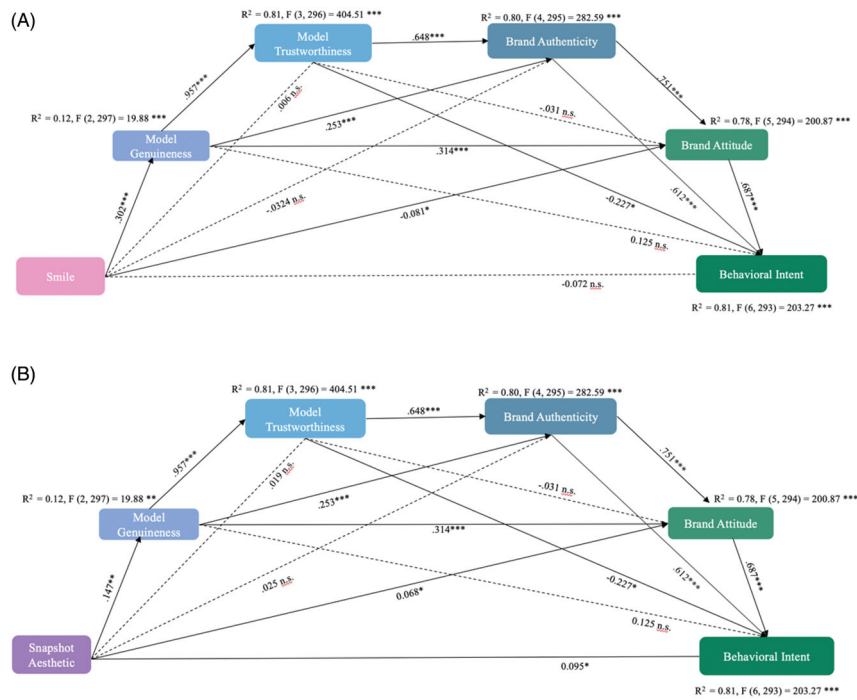 (A)
R² = 0.81, F (3, 296) = 404.51 ***
R² = 0.80, F (4, 295) = 282.59 ***
Model
Trustworthiness
.648***
Brand Authenticity
.957***
.006 n.s.
.751***
R² = 0.12, F (2, 297) = 19.88 ***
-.031 n.s.
R² = 0.78, F (5, 294) = 200.87 ***
Model
Genuineness
.253***
.314***
Brand Attitude
.302***
-.0324 n.s.
-0.081*
-0.227*
.612***
.687***
0.125 n.s.
Smile
Behavioral Intent
-0.072 n.s.
R² = 0.81, F (6, 293) = 203.27 ***
(B)
R² = 0.81, F (3, 296) = 404.51 ***
R² = 0.80, F (4, 295) = 282.59 ***
Model
Trustworthiness
.648***
Brand Authenticity
.957***
.019 n.s.
.751***
R² = 0.12, F (2, 297) = 19.88 **
-.031 n.s.
R² = 0.78, F (5, 294) = 200.87 ***
Model
Genuineness
.253***
.314***
Brand Attitude
.147**
.025 n.s.
0.068*
-0.227*
.612***
.687***
0.125 n.s.
Snapshot
Aesthetic
Behavioral Intent
0.095*
R² = 0.81, F (6, 293) = 203.27 ***